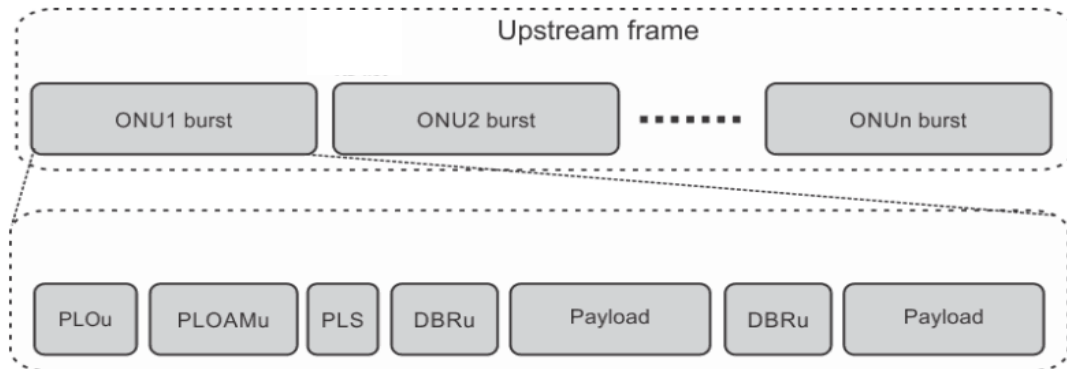 Upstream frame
ONU1 burst ONU2 burst ONUn burst
PLOu PLOAMu PLS DBRu Payload DBRu Payload